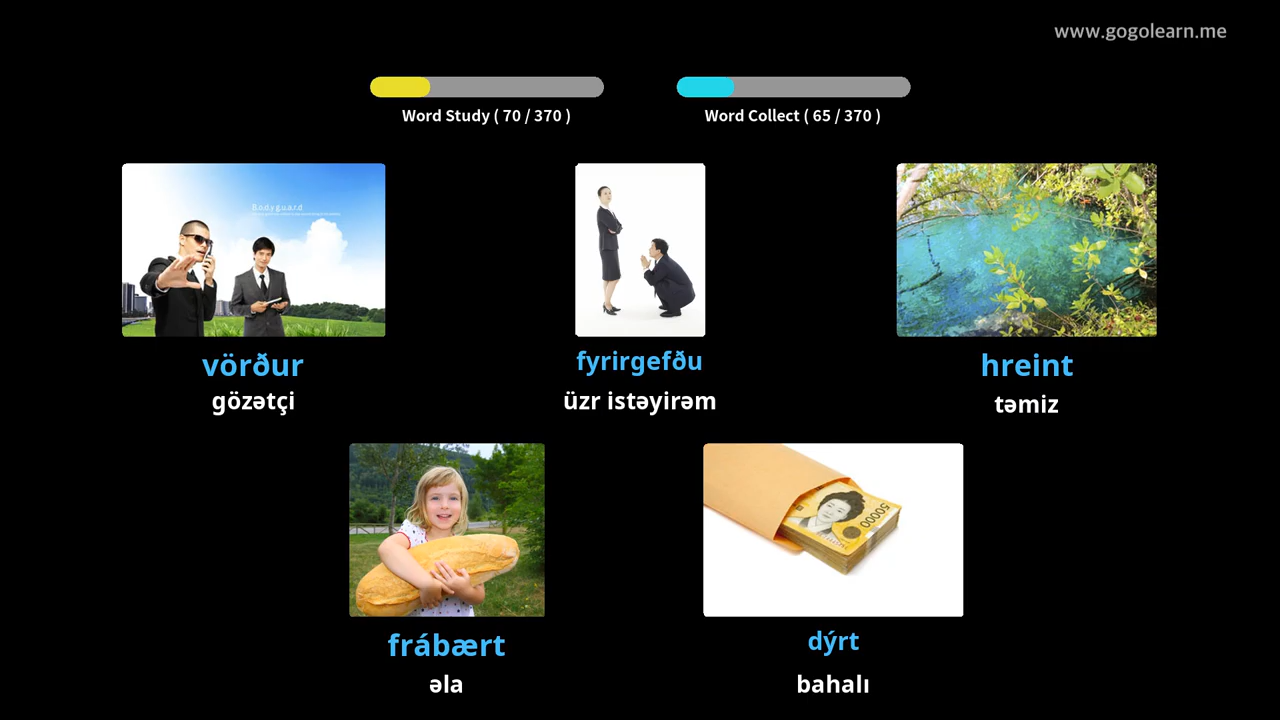 www.gogolearn.me
Word Study ( 70 / 370 )
Word Collect ( 65 / 370 )
Bodyguard
vörður
gözətçi
fyrirgefðu
üzr istəyirəm
hreint
təmiz
50000
frábært
əla
dýrt
bahalı